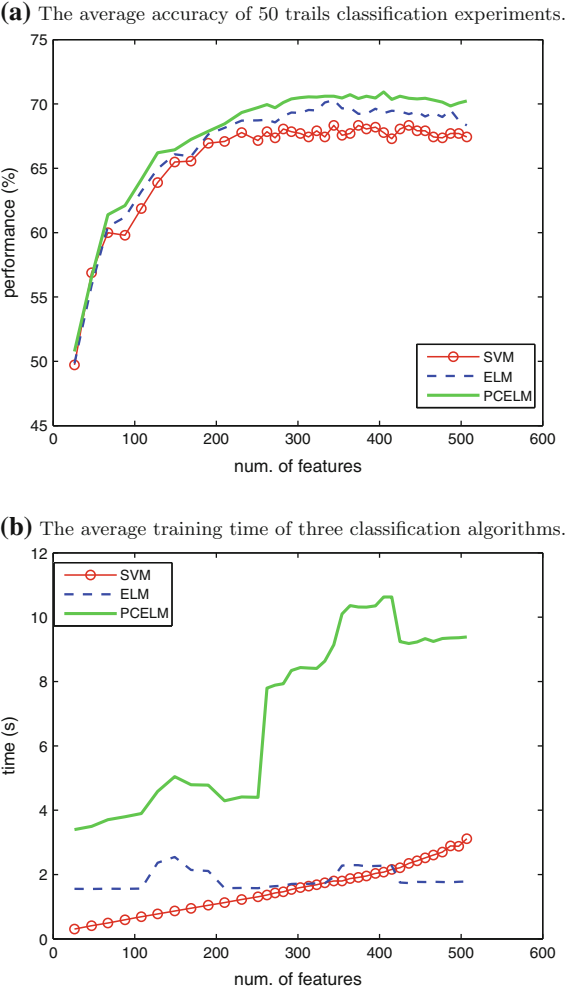 (a) The average accuracy of 50 trails classification experiments.
75
70
65
60
55
50
45
performance (%)
SVM
ELM
PCELM
0 100 200 300 400 500 600
num. of features
(b) The average training time of three classification algorithms.
12
10
8
6
4
2
0
time (s)
SVM
ELM
PCELM
0 100 200 300 400 500 600
num. of features